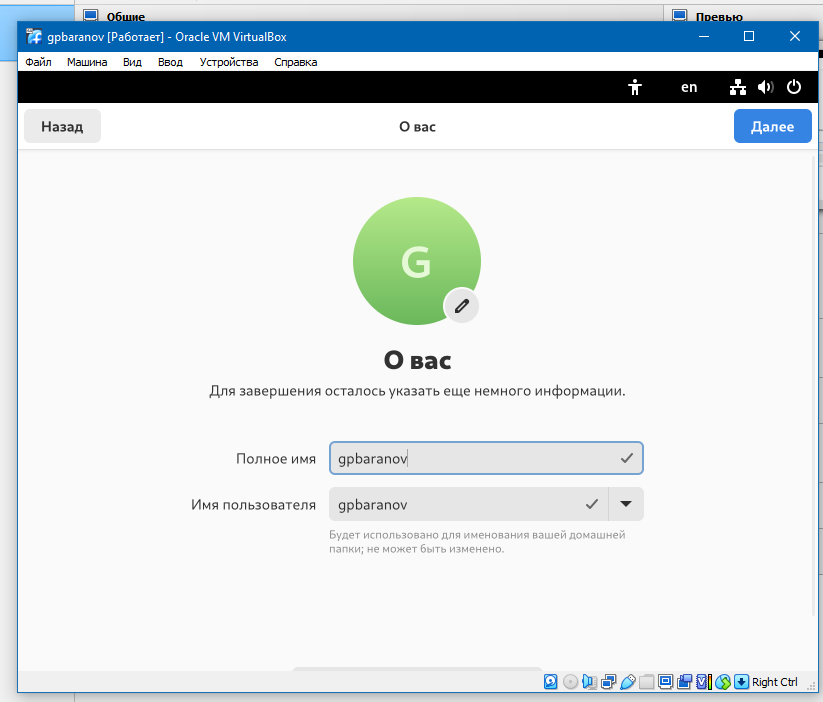 Общие
Превью
gpbaranov [Работает] - Oracle VM VirtualBox
Файл Машина Вид Ввод Устройства Справка
en
Назад
О вас
Далее
G
О вас
Для завершения осталось указать еще немного информации.
Полное имя gpbaranov
Имя пользователя gpbaranov
Будет использовано для именования вашей домашней
папки; не может быть изменено.
Right Ctrl